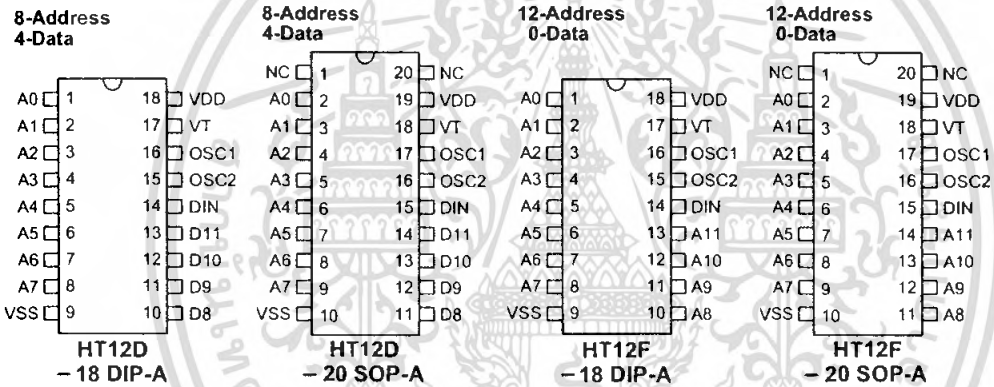 8-Address
4-Data
A0 1 18 VDD
A1 2 17 VT
A2 3 16 OSC1
A3 4 15 OSC2
A4 5 14 DIN
A5 6 13 D11
A6 7 12 D10
A7 8 11 D9
VSS 9 10 D8
HT12D
– 18 DIP-A
8-Address
4-Data
NC 1 20 NC
A0 2 19 VDD
A1 3 18 VT
A2 4 17 OSC1
A3 5 16 OSC2
A4 6 15 DIN
A5 7 14 D11
A6 8 13 D10
A7 9 12 D9
VSS 10 11 D8
HT12D
– 20 SOP-A
12-Address
0-Data
A0 1 18 VDD
A1 2 17 VT
A2 3 16 OSC1
A3 4 15 OSC2
A4 5 14 DIN
A5 6 13 A11
A6 7 12 A10
A7 8 11 A9
VSS 9 10 A8
HT12F
– 18 DIP-A
12-Address
0-Data
NC 1 20 NC
A0 2 19 VDD
A1 3 18 VT
A2 4 17 OSC1
A3 5 16 OSC2
A4 6 15 DIN
A5 7 14 A11
A6 8 13 A10
A7 9 12 A9
VSS 10 11 A8
HT12F
– 20 SOP-A